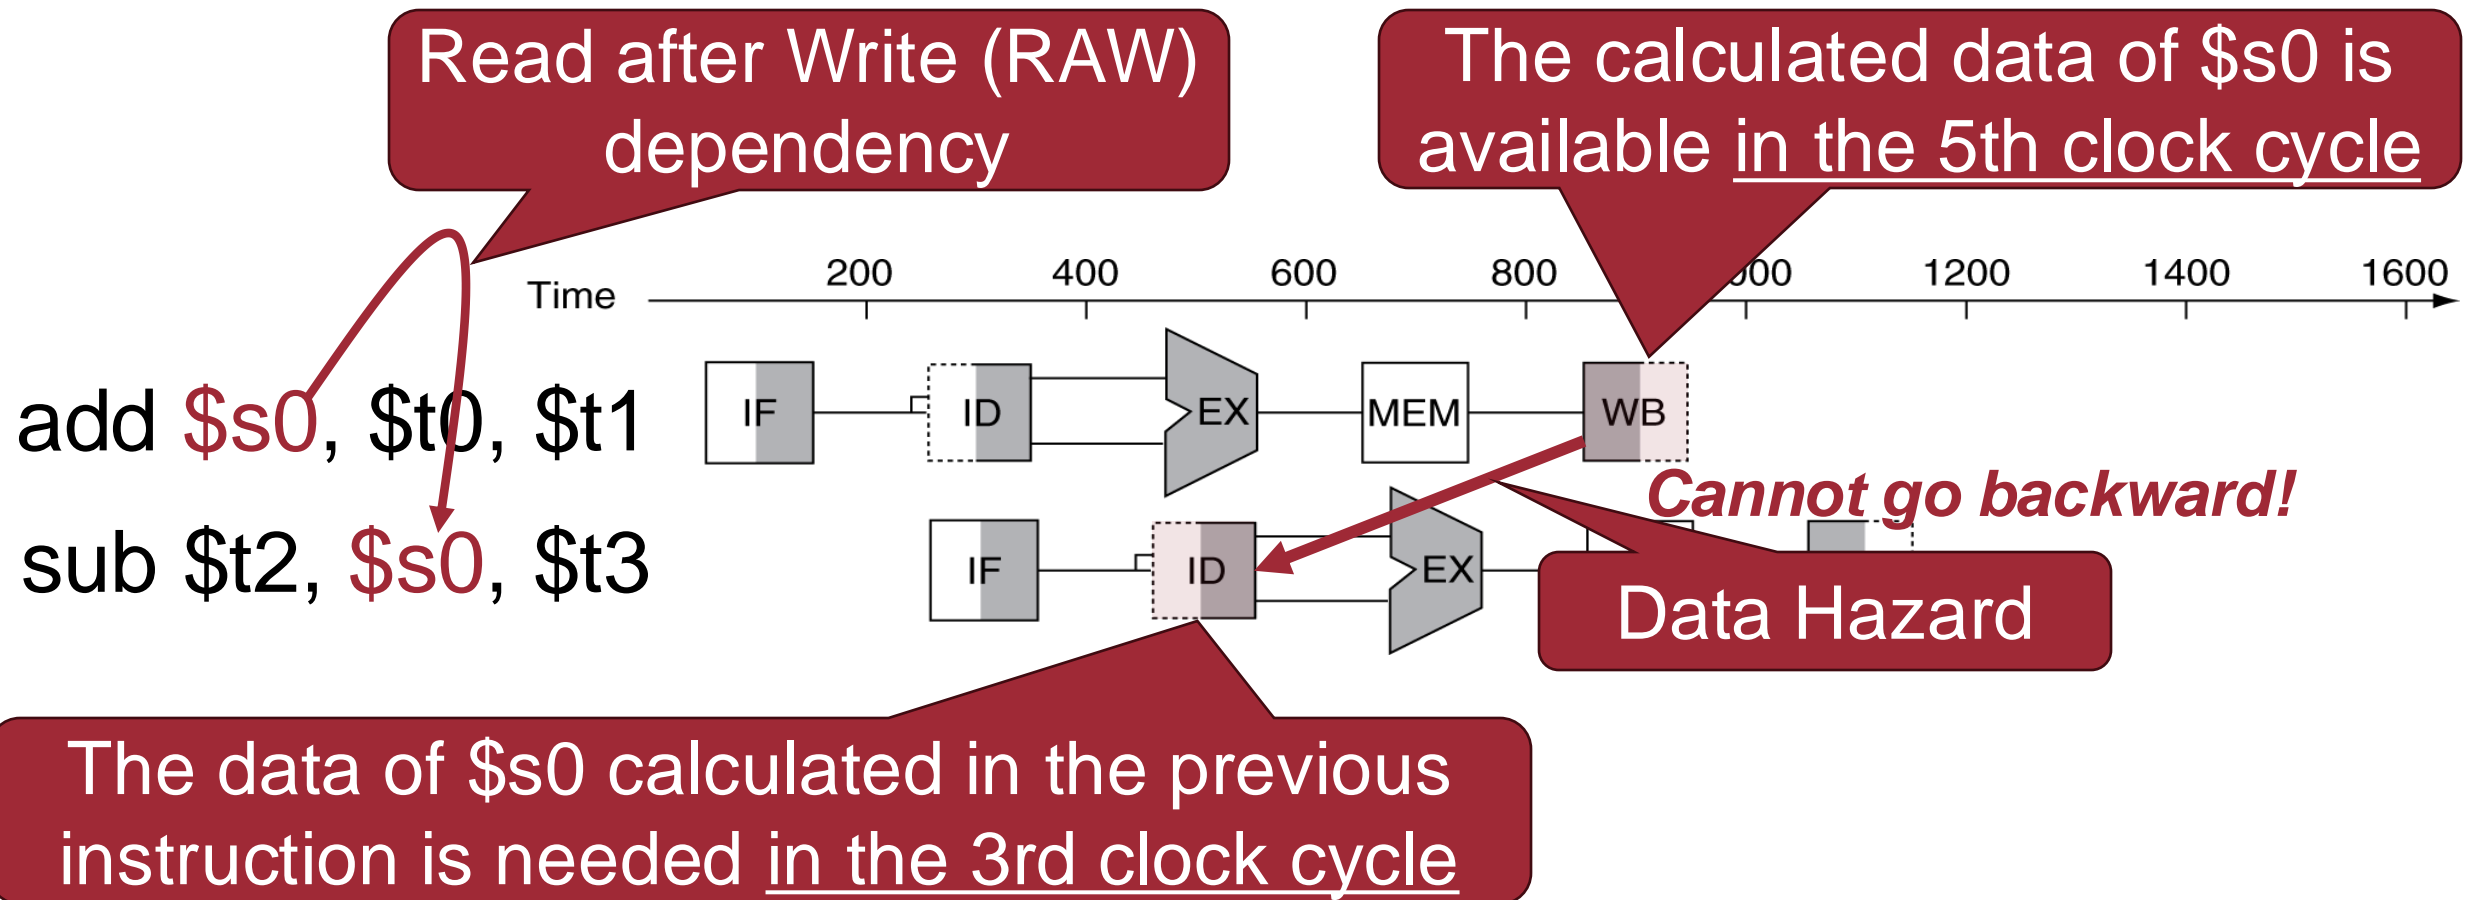 Read after Write (RAW)
dependency
The calculated data of $s0 is
available in the 5th clock cycle
Time 200 400 600 800 1200 1400 1600
add $s0, $t0, $t1 IF ID EX MEM WB
Cannot go backward!
sub $t2, $s0, $t3 IF ID EX
Data Hazard
The data of $s0 calculated in the previous
instruction is needed in the 3rd clock cycle